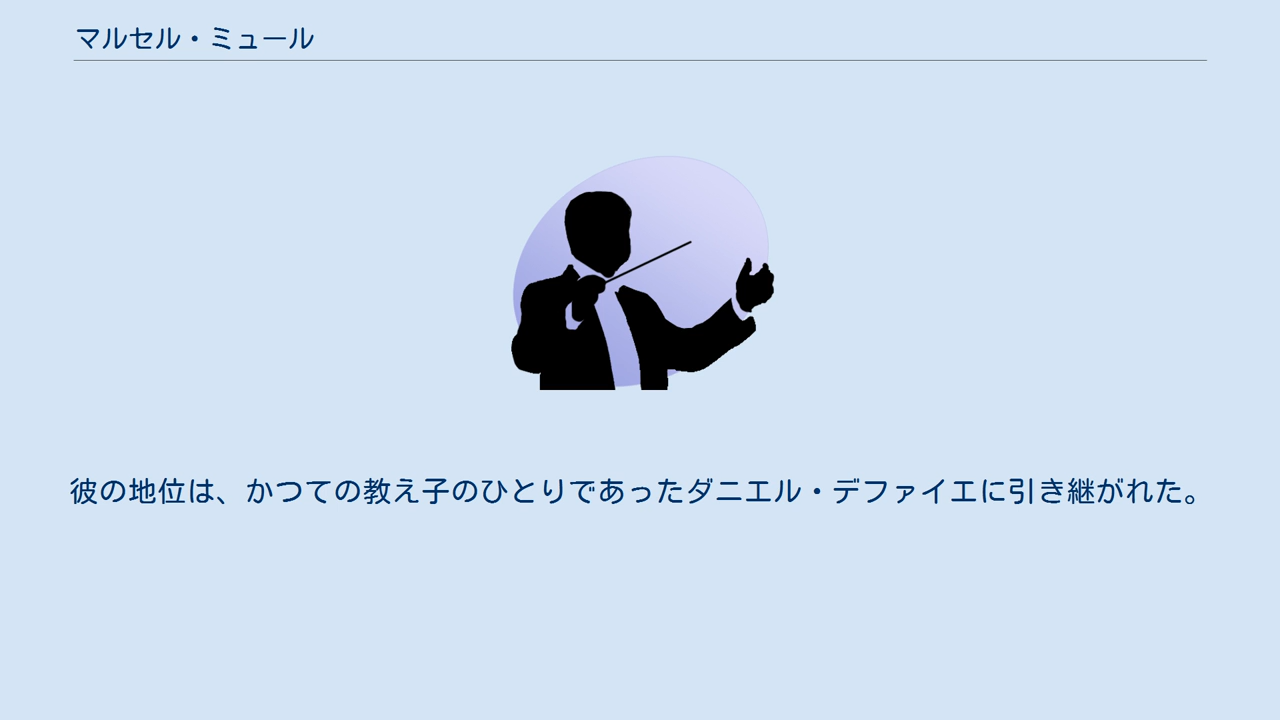 マルセル・ミュール
彼の地位は、かつての教え子のひとりであったダニエル・デファイエに引き継がれた。